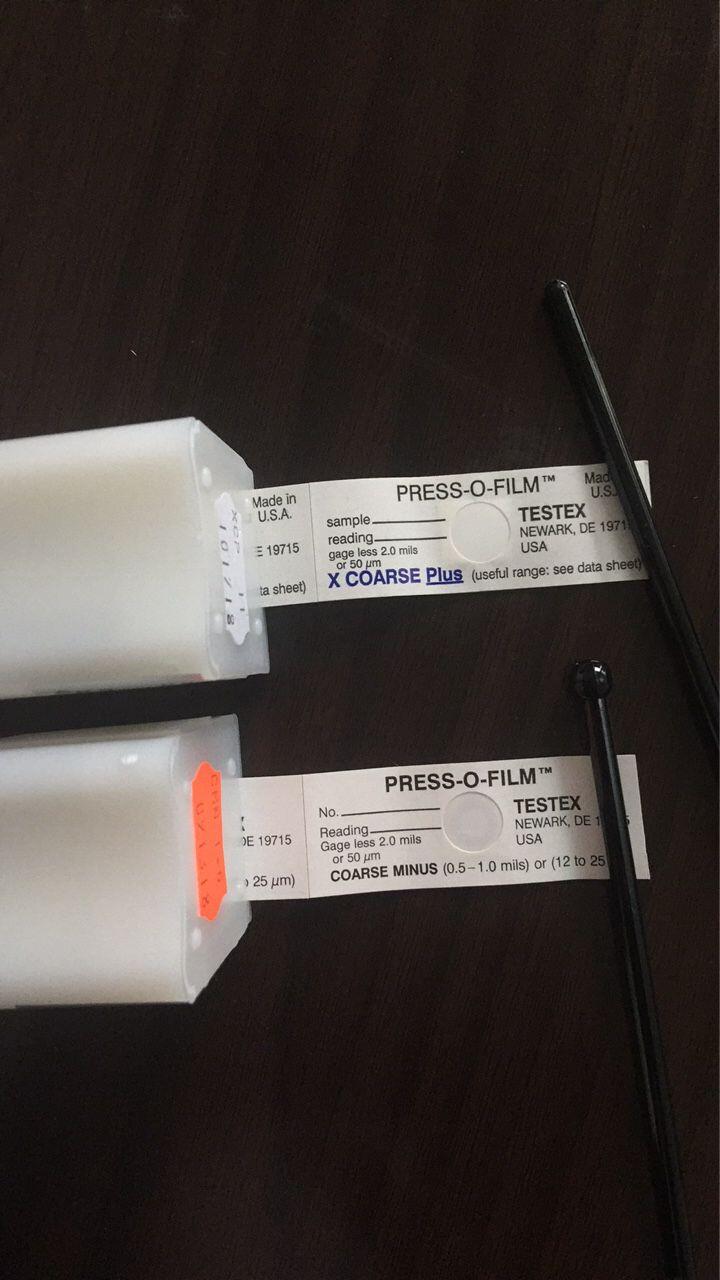 Made in
U.S.A.
E 19715
ta sheet)
PRESS-O-FILM™
sample
reading
gage less 2.0 mils
or 50 µm
X COARSE Plus (useful range: see data sheet)
TESTEX
NEWARK, DE 1971
USA
Mad
U.S.
DE 19715
25 µm)
PRESS-O-FILM™
No.
Reading
Gage less 2.0 mils
or 50 µm
COARSE MINUS (0.5–1.0 mils) or (12 to 25
TESTEX
NEWARK, DE 1 5
USA